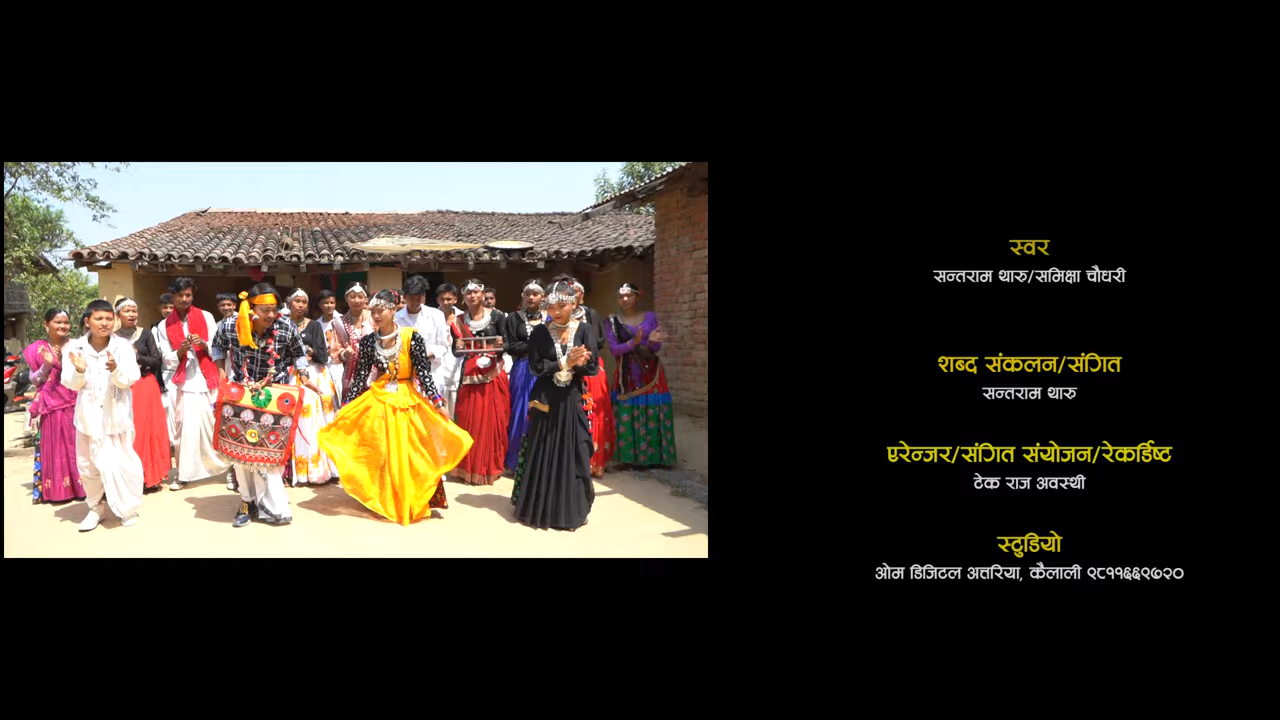 स्वर
सन्तराम थारु/समिक्षा चौधरी
शब्द संकलन/संगित
सन्तराम थारु
एरेन्जर/संगित संयोजन/रेकर्डिष्ट
टेक राज अवस्थी
स्टुडियो
ओम डिजिटल अत्तरिया, कैलाली ९८११६६९७२०